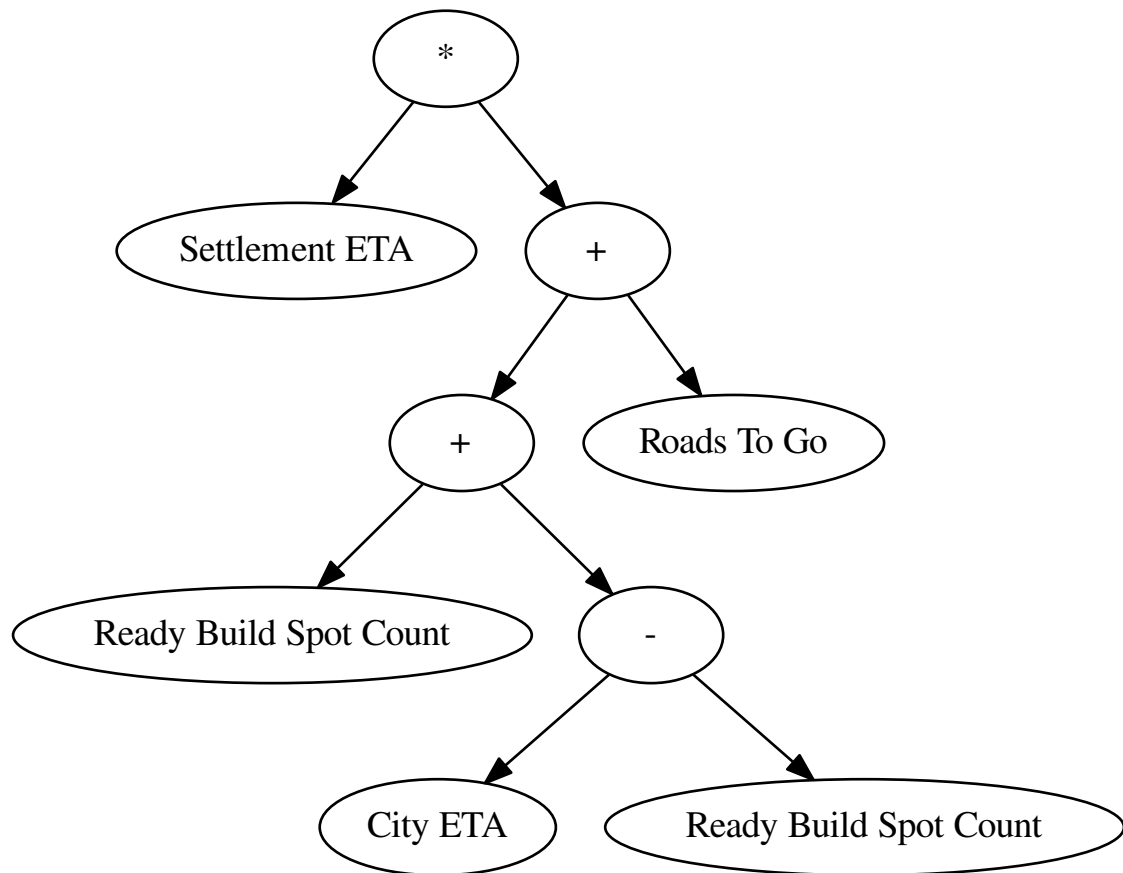 *
Settlement ETA
+
+
Roads To Go
Ready Build Spot Count
-
City ETA
Ready Build Spot Count